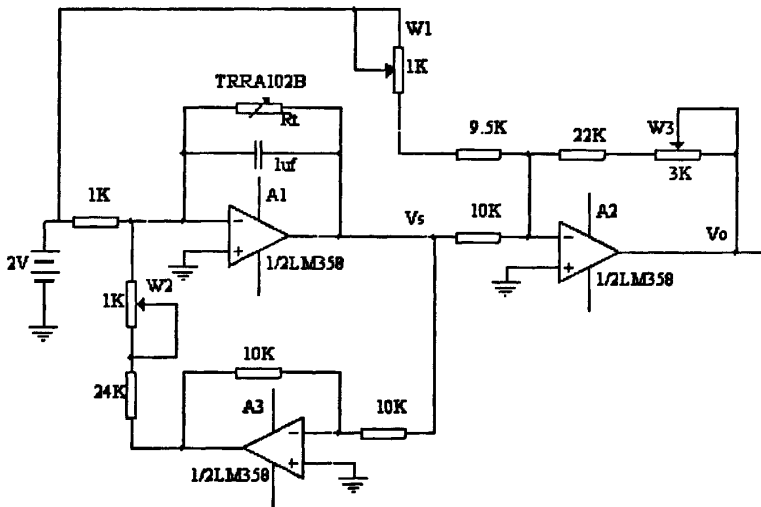 W1
1K
TRRA102B
Rt
1uf
9.5K
22K
W3
3K
1K
A1
Vs
10K
A2
Vo
2V
1/2LM358
1/2LM358
1K
W2
10K
24K
A3
10K
1/2LM358